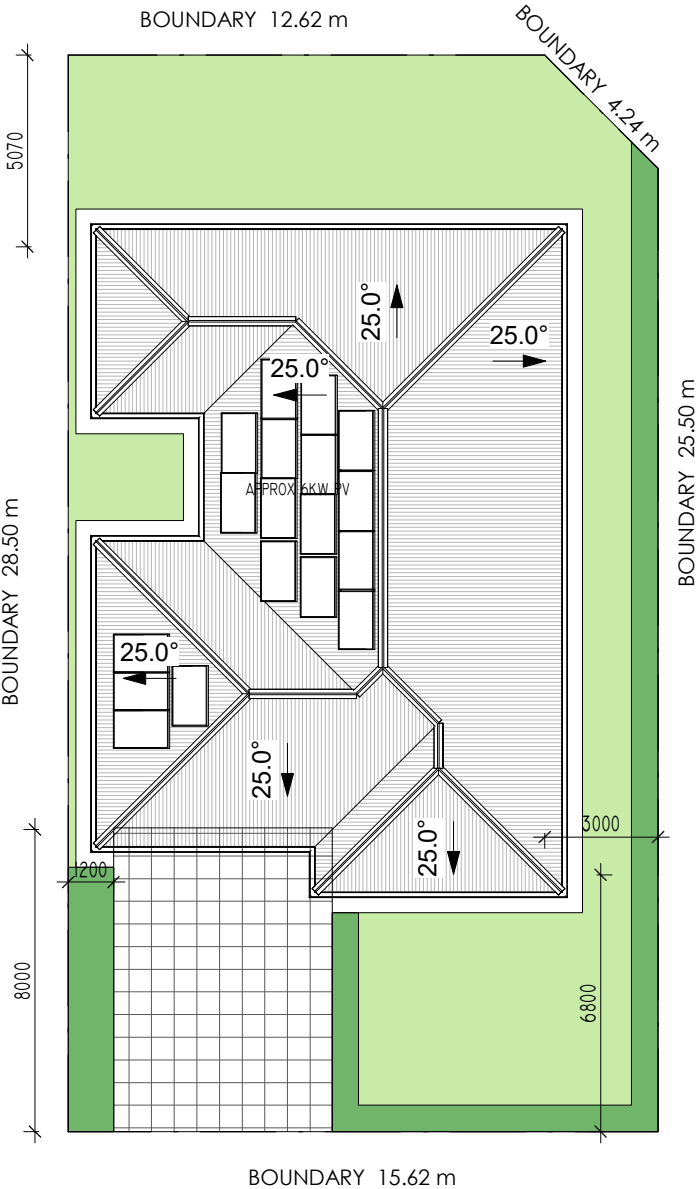 BOUNDARY 12.62 m
BOUNDARY 4.24 m
5070
25.0°
25.0°
25.0°
APPROX 6KW PV
BOUNDARY 25.50 m
BOUNDARY 28.50 m
25.0°
25.0°
25.0°
3000
1200
8000
6800
BOUNDARY 15.62 m